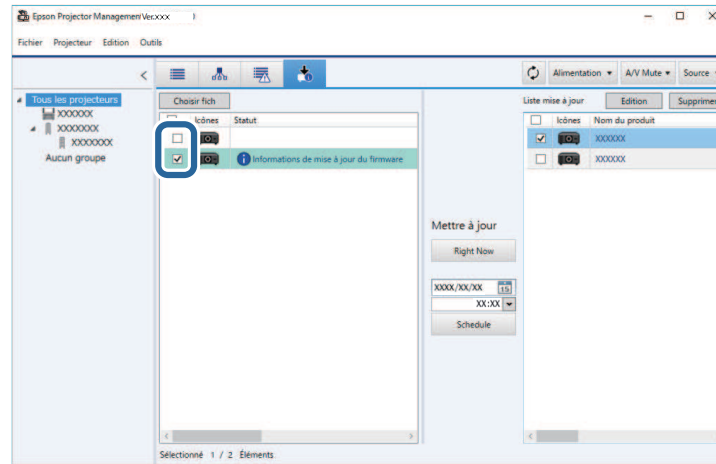 Epson Projector Management Ver.xxx
Fichier Projecteur Edition Outils
Alimentation A/V Mute Source
Tous les projecteurs
XXXXXX
XXXXXXX
XXXXXXX
Aucun groupe
Choisir fich
Icônes Statut
Informations de mise à jour du firmware
Mettre à jour
Right Now
XXXX/XX/XX 15
XX:XX
Schedule
Liste mise à jour Edition Supprimer
Icônes Nom du produit
XXXXXX
XXXXXX
Sélectionné 1 / 2 Éléments